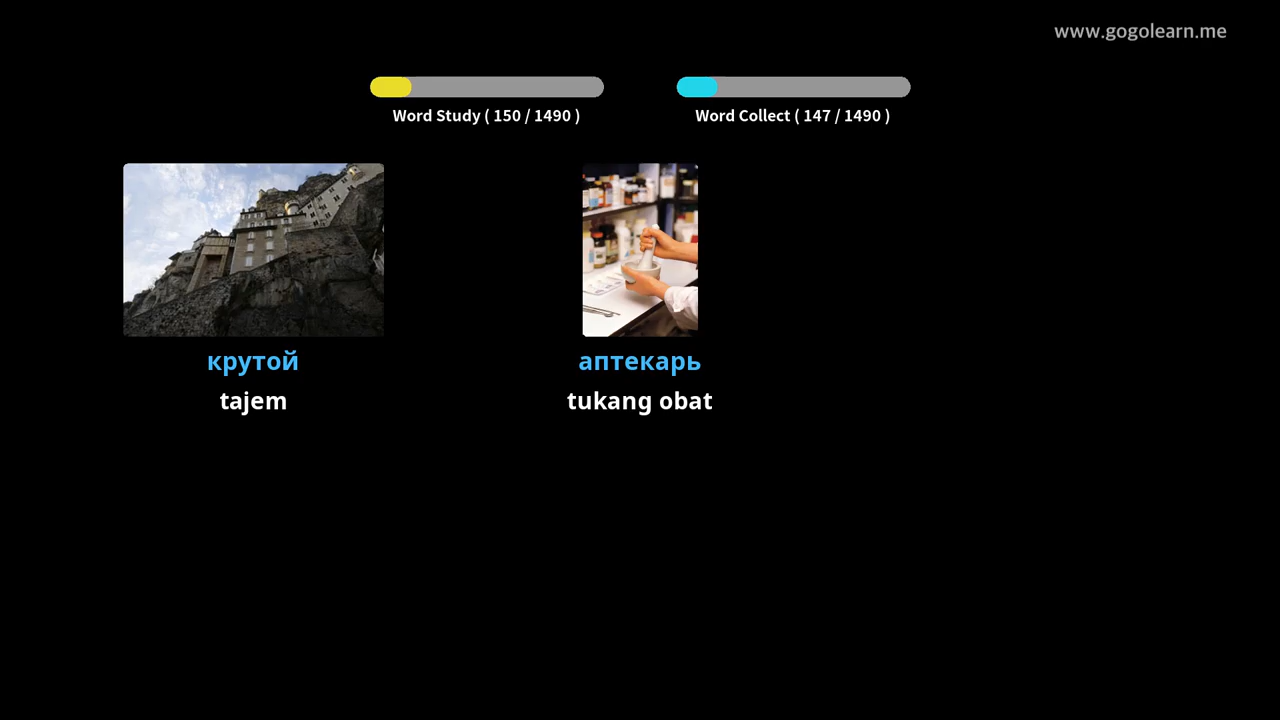 www.gogolearn.me
Word Study ( 150 / 1490 )
Word Collect ( 147 / 1490 )
крутой
tajem
аптекарь
tukang obat